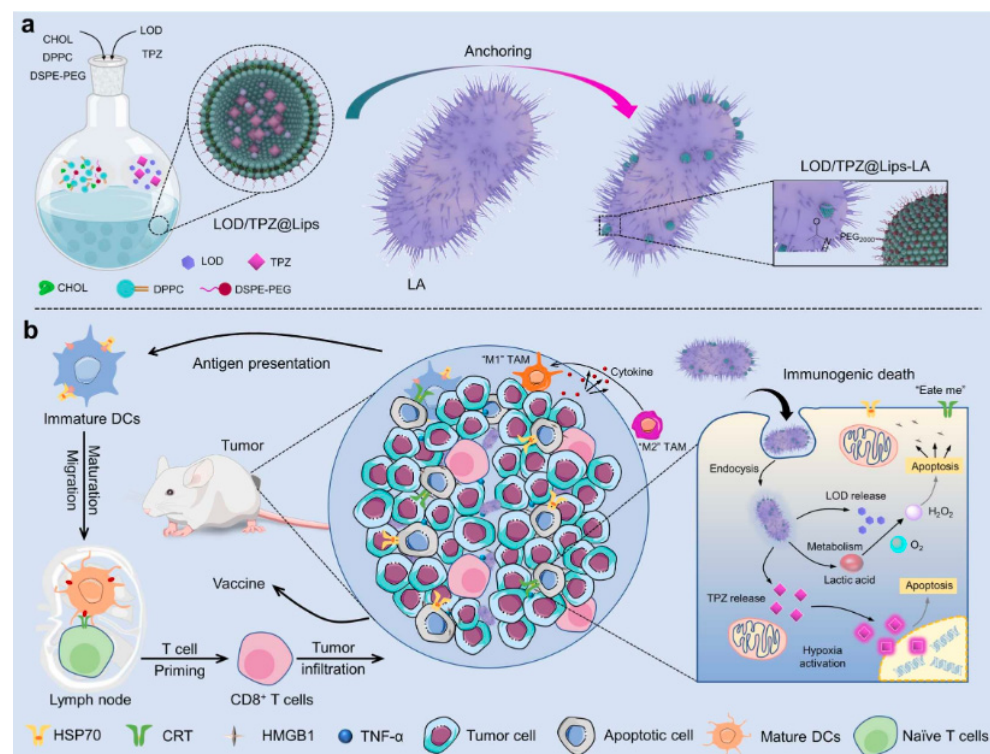 a
CHOL
DPPC
DSPE-PEG
LOD
TPZ
LOD/TPZ@Lips
LOD
TPZ
CHOL
DPPC
DSPE-PEG
Anchoring
LA
LOD/TPZ@Lips-LA
O
N
PEG2000
b
Immature DCs
Antigen presentation
Maturation
Migration
Lymph node
T cell
Priming
CD8+ T cells
Tumor
infiltration
Vaccine
Tumor
"M1" TAM
Cytokine
"M2" TAM
Immunogenic death
"Eate me"
Endocysis
Apoptosis
LOD release
H2O2
O2
Metabolism
Lactic acid
TPZ release
Apoptosis
Hypoxia
activation
HSP70
CRT
HMGB1
TNF-α
Tumor cell
Apoptotic cell
Mature DCs
Naïve T cells